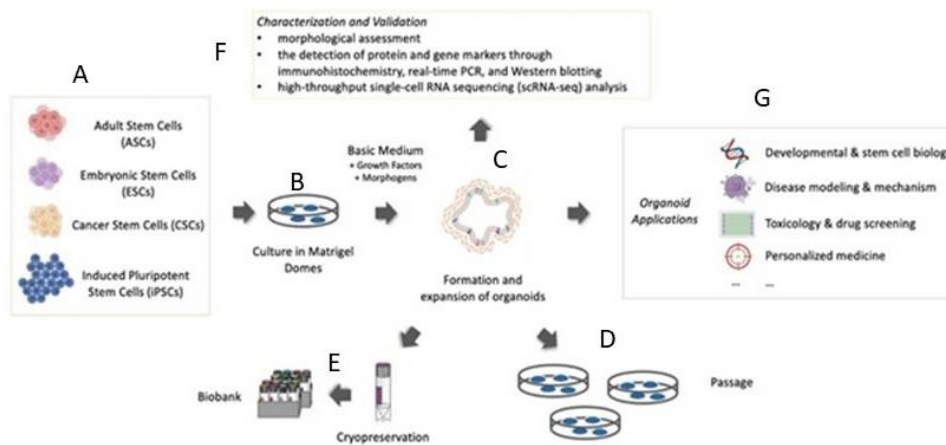 F
Characterization and Validation
• morphological assessment
• the detection of protein and gene markers through
immunohistochemistry, real-time PCR, and Western blotting
• high-throughput single-cell RNA sequencing (scRNA-seq) analysis
A
Adult Stem Cells
(ASCs)
Embryonic Stem Cells
(ESCs)
Cancer Stem Cells (CSCs)
Induced Pluripotent
Stem Cells (iPSCs)
B
Culture in Matrigel
Domes
Basic Medium
+ Growth Factors
+ Morphogens
C
Formation and
expansion of organoids
G
Organoid
Applications
Developmental & stem cell biolog
Disease modeling & mechanism
Toxicology & drug screening
Personalized medicine
... ...
D
Passage
E
Biobank
Cryopreservation